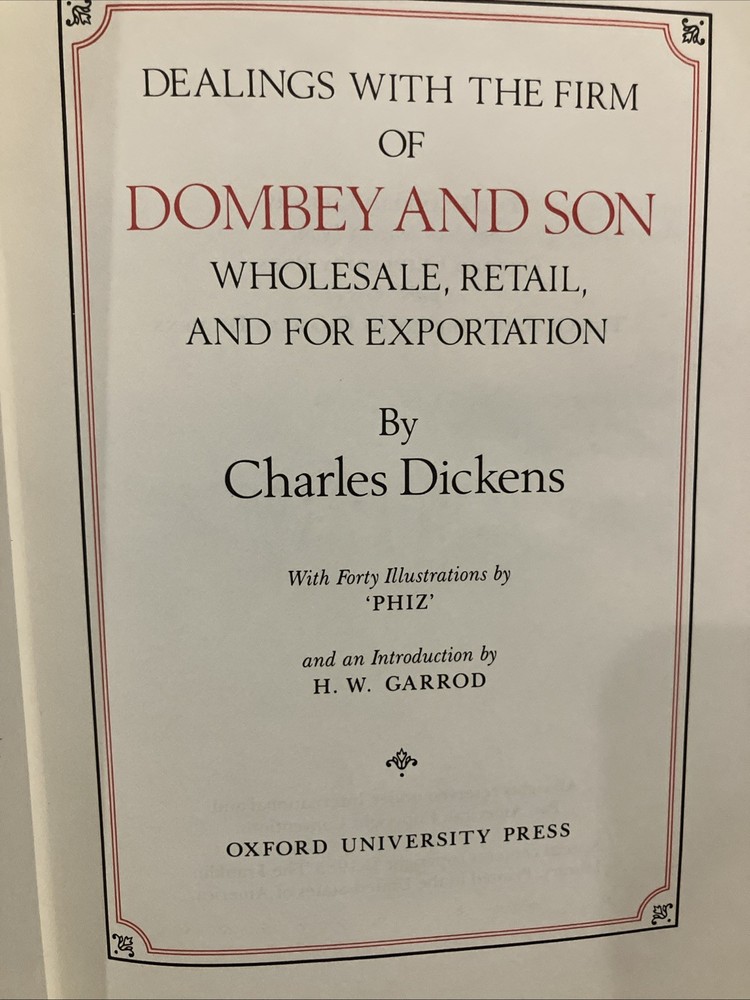 DEALINGS WITH THE FIRM
OF
DOMBEY AND SON
WHOLESALE, RETAIL,
AND FOR EXPORTATION
By
Charles Dickens
With Forty Illustrations by
‘PHIZ’
and an Introduction by
H. W. GARROD
OXFORD UNIVERSITY PRESS